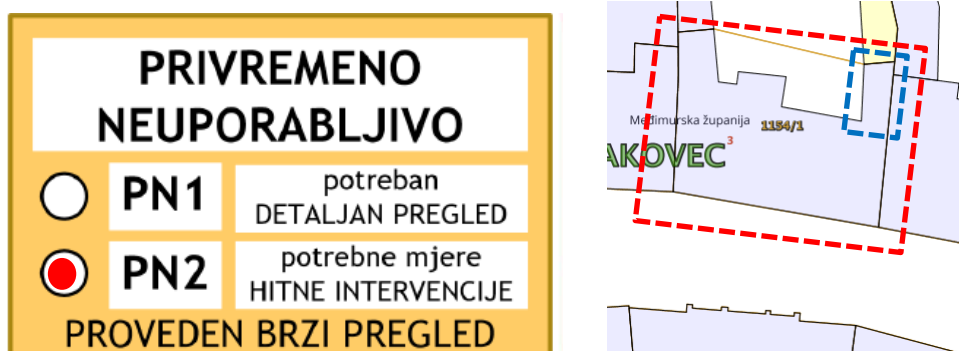 PRIVREMENO
NEUPORABLJIVO
PN1
potreban
DETALJAN PREGLED
PN2
potrebne mjere
HITNE INTERVENCIJE
PROVEDEN BRZI PREGLED
Međimurska županija
1154/1
AKOVEC
3